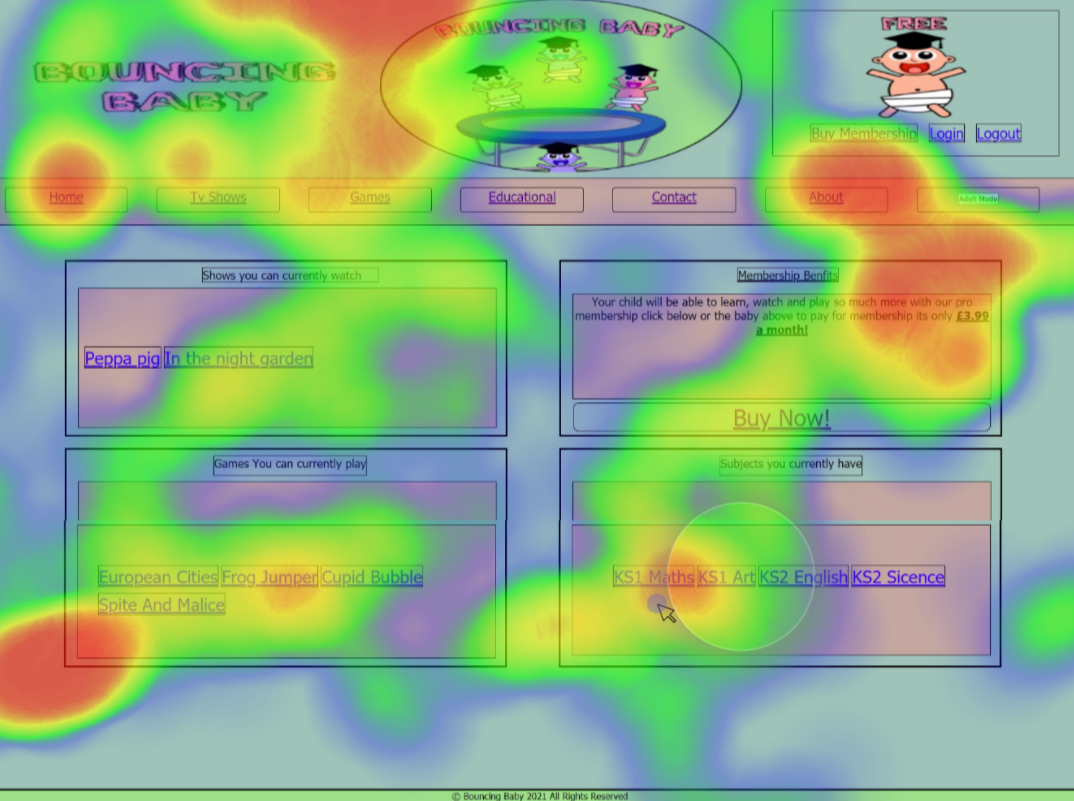 BOUNCING
BABY
BOUNCING BABY
FREE
Buy Membership Login Logout
Home Tv Shows Games Educational Contact About Adelt Mode
Shows you can currently watch
Peppa pig In the night garden
Membership Benfits
Your child will be able to learn, watch and play so much more with our pro
membership click below or the baby above to pay for membership its only £3.99
a month!
Buy Now!
Games You can currently play
European Cities Frog Jumper Cupid Bubble
Spite And Malice
Subjects you currently have
KS1 Maths KS1 Art KS2 English KS2 Sicence
© Bouncing Baby 2021 All Rights Reserved